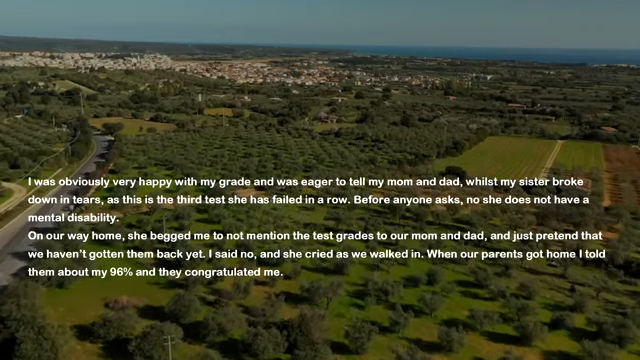 I was obviously very happy with my grade and was eager to tell my mom and dad, whilst my sister broke
down in tears, as this is the third test she has failed in a row. Before anyone asks, no she does not have a
mental disability.
On our way home, she begged me to not mention the test grades to our mom and dad, and just pretend that
we haven't gotten them back yet. I said no, and she cried as we walked in. When our parents got home I told
them about my 96% and they congratulated me.